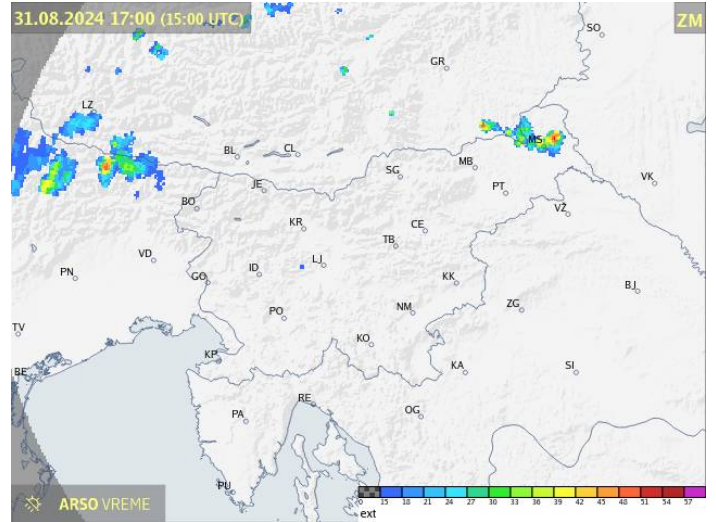 31.08.2024 17:00 (15:00 UTC)
ZM
SO
GR
LZ
MS
BL
CL
MB
SG
VK
JE
PT
BO
VŽ
KR
CE
TB
VD
LJ
PN
GO
ID
KK
BJ
PO
NM
ZG
TV
KO
KP
BE
KA
SI
RE
PA
OG
PU
ARSO VREME
0 15 18 21 24 27 30 33 36 39 42 45 48 51 54 57
ext